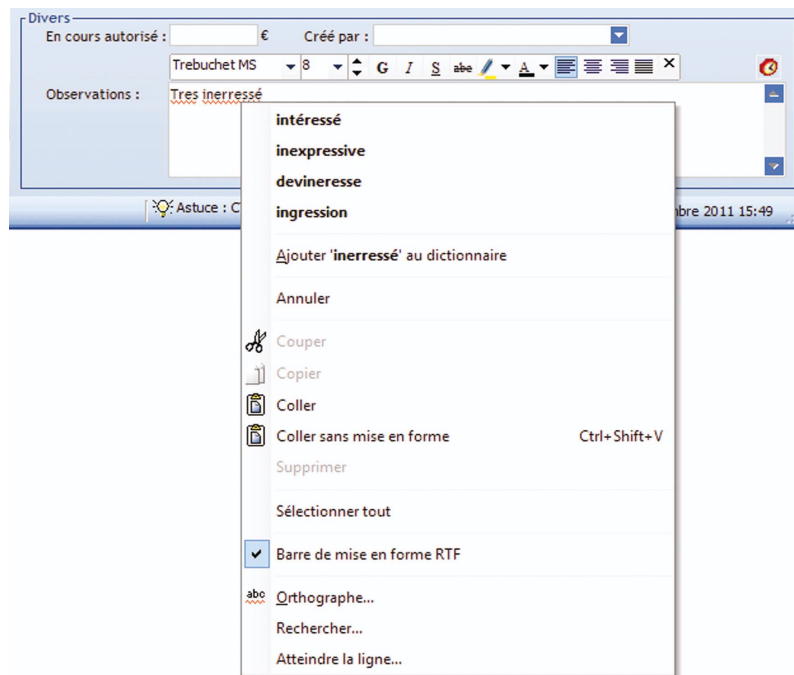 Divers
En cours autorisé : € Créé par :
Trebuchet MS 8 G I S abc A
Observations : Tres inerressé
intéressé
inexpressive
devineresse
ingression
Astuce : C bre 2011 15:49
Ajouter 'inerressé' au dictionnaire
Annuler
Couper
Copier
Coller
Coller sans mise en forme Ctrl+Shift+V
Supprimer
Sélectionner tout
Barre de mise en forme RTF
abc Orthographe...
Rechercher...
Atteindre la ligne...